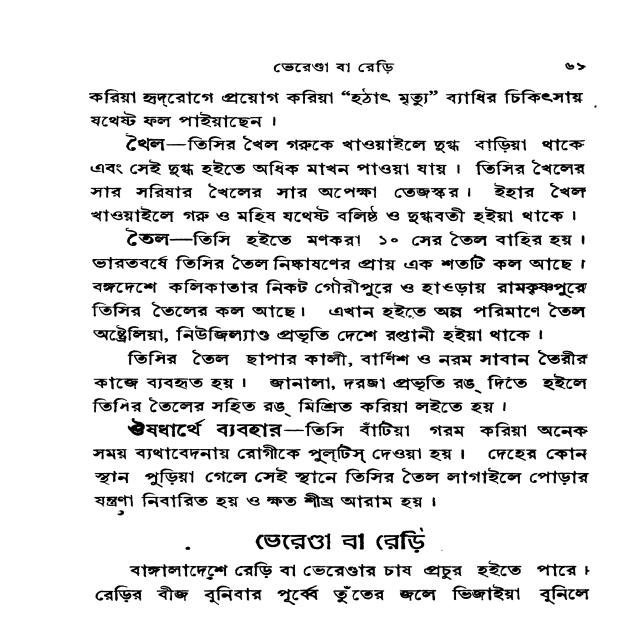 ভেরেণ্ডা বা রেড়ি ৬১
করিয়া হৃদ্‌রোগে প্রয়োগ করিয়া “হঠাৎ মৃত্যু” ব্যাধির চিকিৎসায়
যথেষ্ট ফল পাইয়াছেন ।
খৈল—তিসির খৈল গরুকে খাওয়াইলে দুগ্ধ বাড়িয়া থাকে
এবং সেই দুগ্ধ হইতে অধিক মাখন পাওয়া যায় । তিসির খৈলের
সার সরিষার খৈলের সার অপেক্ষা তেজস্কর । ইহার খৈল
খাওয়াইলে গরু ও মহিষ যথেষ্ট বলিষ্ঠ ও দুগ্ধবতী হইয়া থাকে ।
তৈল—তিসি হইতে মণকরা ১০ সের তৈল বাহির হয় ।
ভারতবর্ষে তিসির তৈল নিষ্কাষণের প্রায় এক শতটি কল আছে ।
বঙ্গদেশে কলিকাতার নিকট গৌরীপুরে ও হাওড়ায় রামকৃষ্ণপুরে
তিসির তৈলের কল আছে । এখান হইতে অল্প পরিমাণে তৈল
অষ্ট্রেলিয়া, নিউজিল্যাণ্ড প্রভৃতি দেশে রপ্তানী হইয়া থাকে ।
তিসির তৈল ছাপার কালী, বার্ণিশ ও নরম সাবান তৈরীর
কাজে ব্যবহৃত হয় । জানালা, দরজা প্রভৃতি রঙ্ দিতে হইলে
তিসির তৈলের সহিত রঙ্ মিশ্রিত করিয়া লইতে হয় ।
ঔষধার্থে ব্যবহার—তিসি বাঁটিয়া গরম করিয়া অনেক
সময় ব্যথাবেদনায় রোগীকে পুল্‌টিস্ দেওয়া হয় । দেহের কোন
স্থান পুড়িয়া গেলে সেই স্থানে তিসির তৈল লাগাইলে পোড়ার
যন্ত্রণা নিবারিত হয় ও ক্ষত শীঘ্র আরাম হয় ।
ভেরেণ্ডা বা রেড়ি
বাঙ্গালাদেশে রেড়ি বা ভেরেণ্ডার চাষ প্রচুর হইতে পারে ।
রেড়ির বীজ বুনিবার পূর্ব্বে তুঁতের জলে ভিজাইয়া বুনিলে